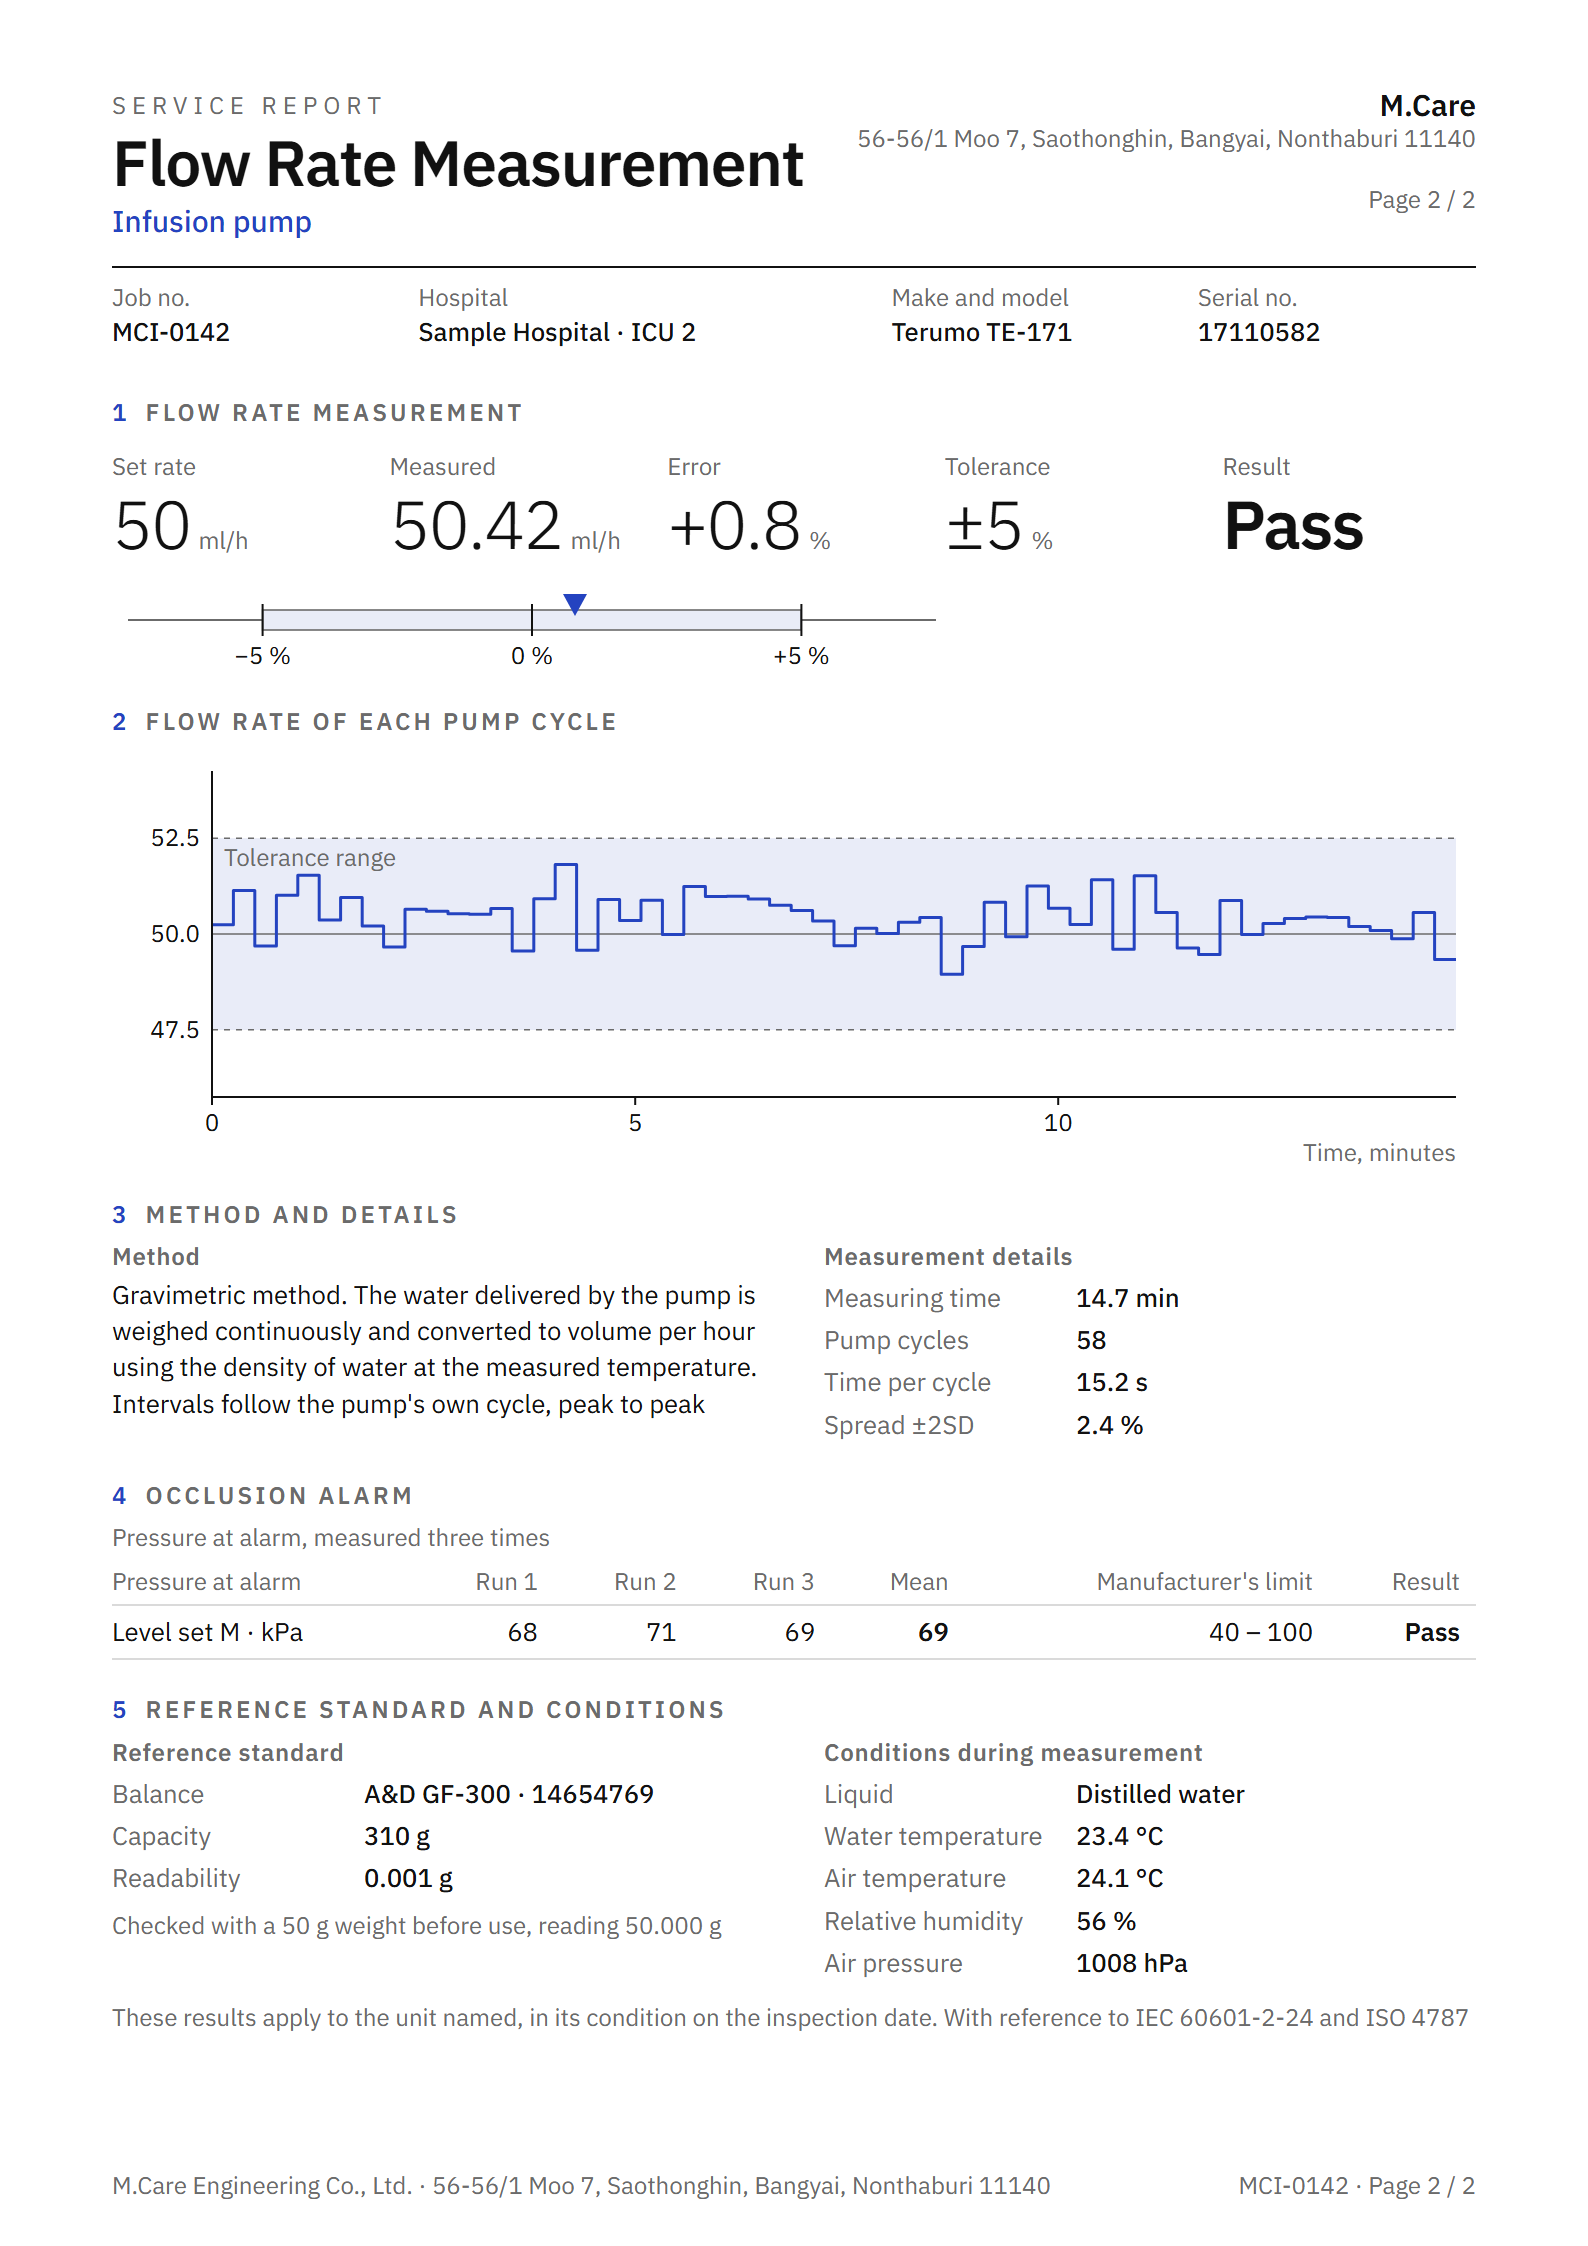 SERVICE REPORT
Flow Rate Measurement
Infusion pump
M.Care
56-56/1 Moo 7, Saothonghin, Bangyai, Nonthaburi 11140
Page 2 / 2
Job no. Hospital Make and model Serial no.
MCI-0142 Sample Hospital · ICU 2 Terumo TE-171 17110582
1 FLOW RATE MEASUREMENT
Set rate Measured Error Tolerance Result
50 ml/h 50.42 ml/h +0.8 % ±5 % Pass
−5 % 0 % +5 %
2 FLOW RATE OF EACH PUMP CYCLE
52.5
Tolerance range
50.0
47.5
0 5 10
Time, minutes
3 METHOD AND DETAILS
Method
Gravimetric method. The water delivered by the pump is
weighed continuously and converted to volume per hour
using the density of water at the measured temperature.
Intervals follow the pump's own cycle, peak to peak
Measurement details
Measuring time 14.7 min
Pump cycles 58
Time per cycle 15.2 s
Spread ±2SD 2.4 %
4 OCCLUSION ALARM
Pressure at alarm, measured three times
Pressure at alarm Run 1 Run 2 Run 3 Mean Manufacturer's limit Result
Level set M · kPa 68 71 69 69 40 – 100 Pass
5 REFERENCE STANDARD AND CONDITIONS
Reference standard
Balance A&D GF-300 · 14654769
Capacity 310 g
Readability 0.001 g
Checked with a 50 g weight before use, reading 50.000 g
Conditions during measurement
Liquid Distilled water
Water temperature 23.4 °C
Air temperature 24.1 °C
Relative humidity 56 %
Air pressure 1008 hPa
These results apply to the unit named, in its condition on the inspection date. With reference to IEC 60601-2-24 and ISO 4787
M.Care Engineering Co., Ltd. · 56-56/1 Moo 7, Saothonghin, Bangyai, Nonthaburi 11140
MCI-0142 · Page 2 / 2